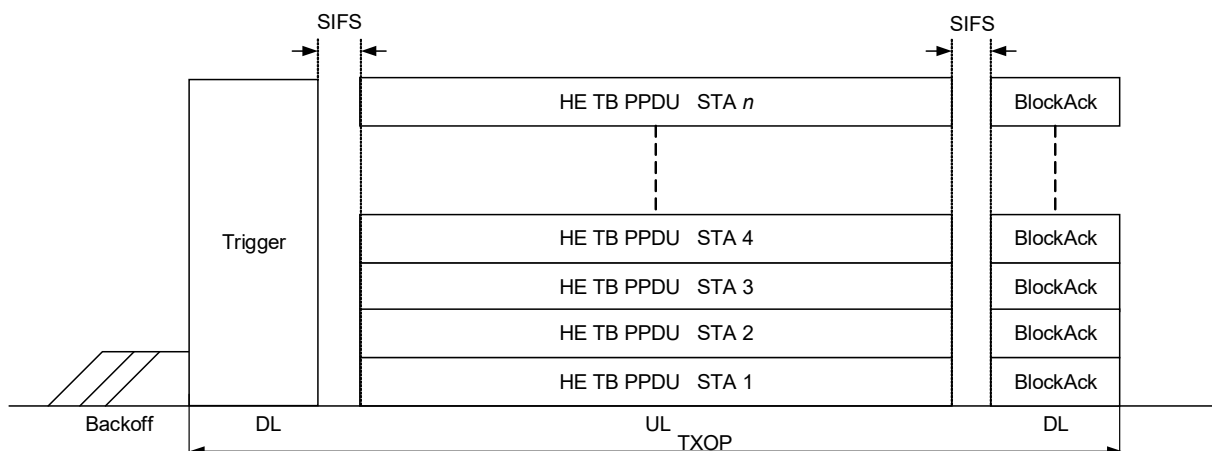 SIFS SIFS
HE TB PPDU STA n BlockAck
Trigger
HE TB PPDU STA 4 BlockAck
HE TB PPDU STA 3 BlockAck
HE TB PPDU STA 2 BlockAck
HE TB PPDU STA 1 BlockAck
Backoff DL UL DL
TXOP